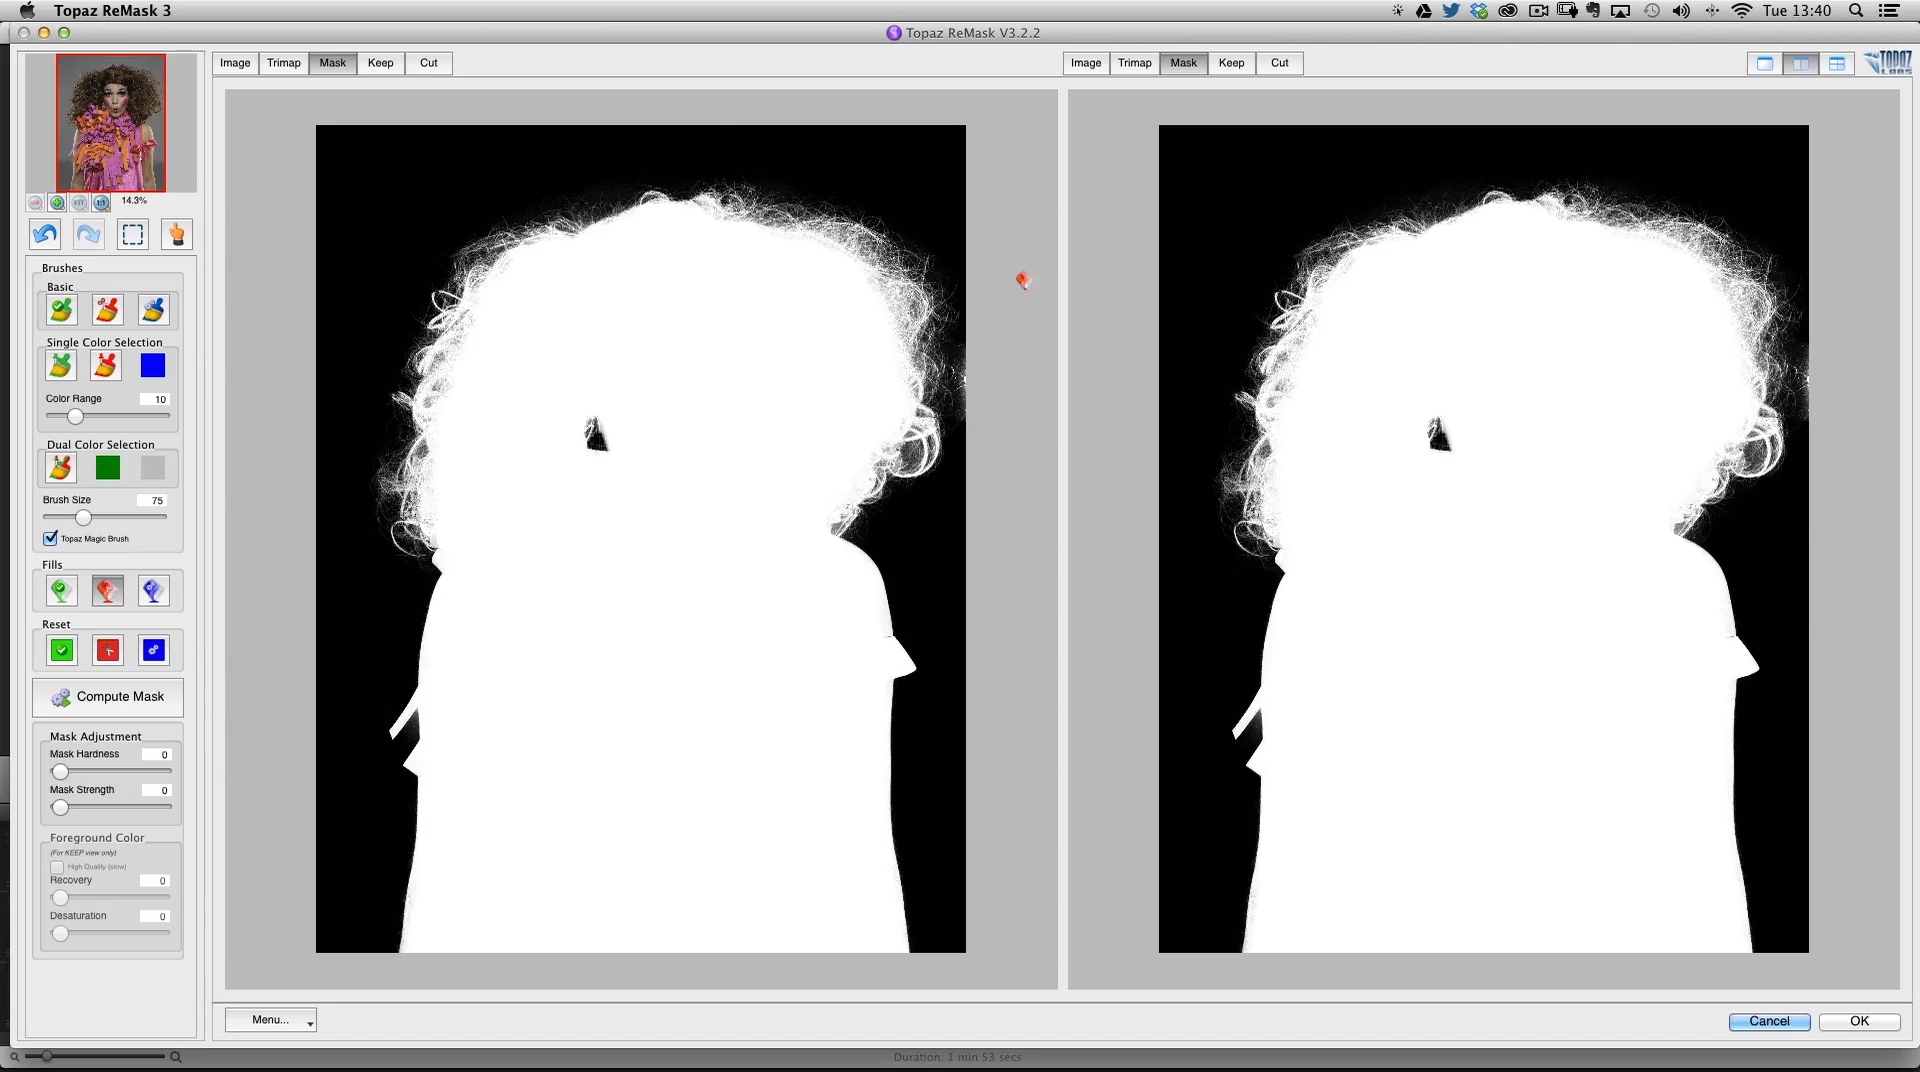 Topaz ReMask 3
Tue 13:40
Topaz ReMask V3.2.2
Image Trimap Mask Keep Cut
Image Trimap Mask Keep Cut
TOPAZ
LABS
14.3%
Brushes
Basic
Single Color Selection
Color Range 10
Dual Color Selection
Brush Size 75
Topaz Magic Brush
Fills
Reset
Compute Mask
Mask Adjustment
Mask Hardness 0
Mask Strength 0
Foreground Color
(For KEEP view only)
High Quality (slow)
Recovery 0
Desaturation 0
Menu...
Cancel OK
Duration: 1 min 53 secs